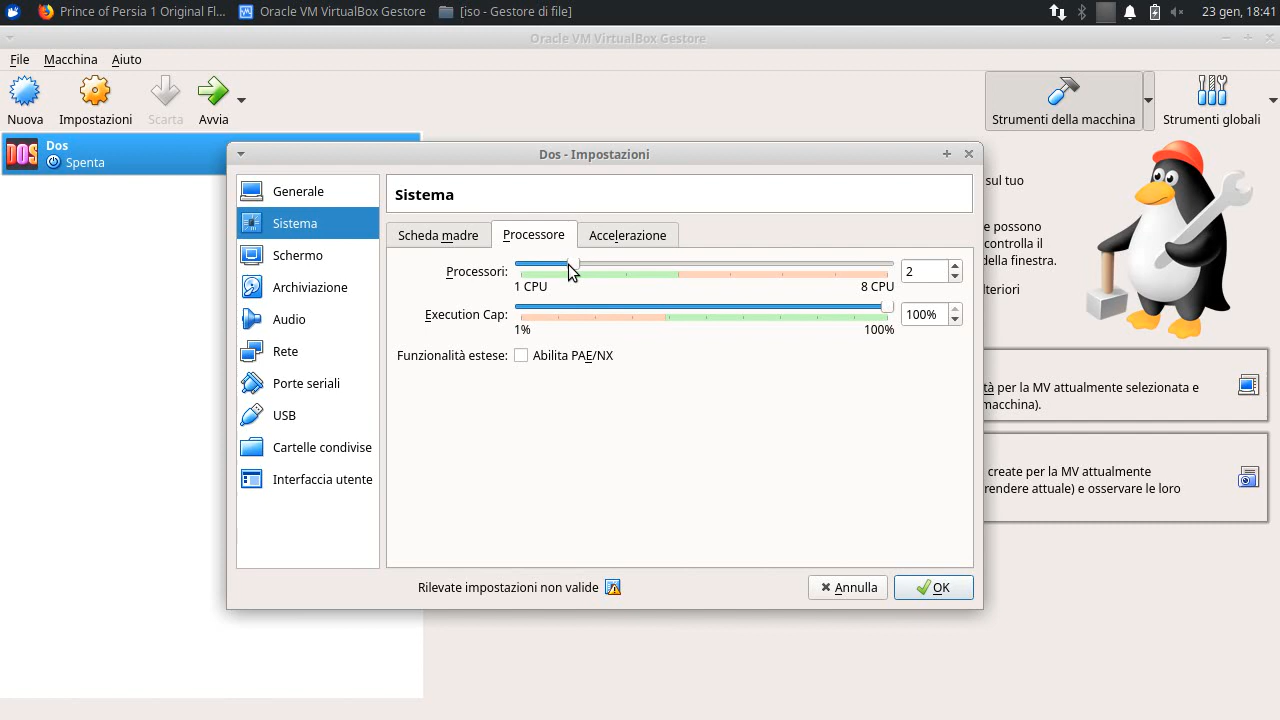 Prince of Persia 1 Original Fl...
Oracle VM VirtualBox Gestore
[iso - Gestore di file]
23 gen, 18:41
Oracle VM VirtualBox Gestore
File
Macchina
Aiuto
Nuova
Impostazioni
Scarta
Avvia
Strumenti della macchina
Strumenti globali
DOS
Dos
Spenta
Dos - Impostazioni
Generale
Sistema
Schermo
Archiviazione
Audio
Rete
Porte seriali
USB
Cartelle condivise
Interfaccia utente
Sistema
Scheda madre
Processore
Accelerazione
Processori:
2
1 CPU
8 CPU
Execution Cap:
100%
1%
100%
Funzionalità estese:
Abilita PAE/NX
Rilevate impostazioni non valide
Annulla
OK
sul tuo
e possono
controlla il
della finestra.
lteriori
tà per la MV attualmente selezionata e
macchina).
create per la MV attualmente
rendere attuale) e osservare le loro